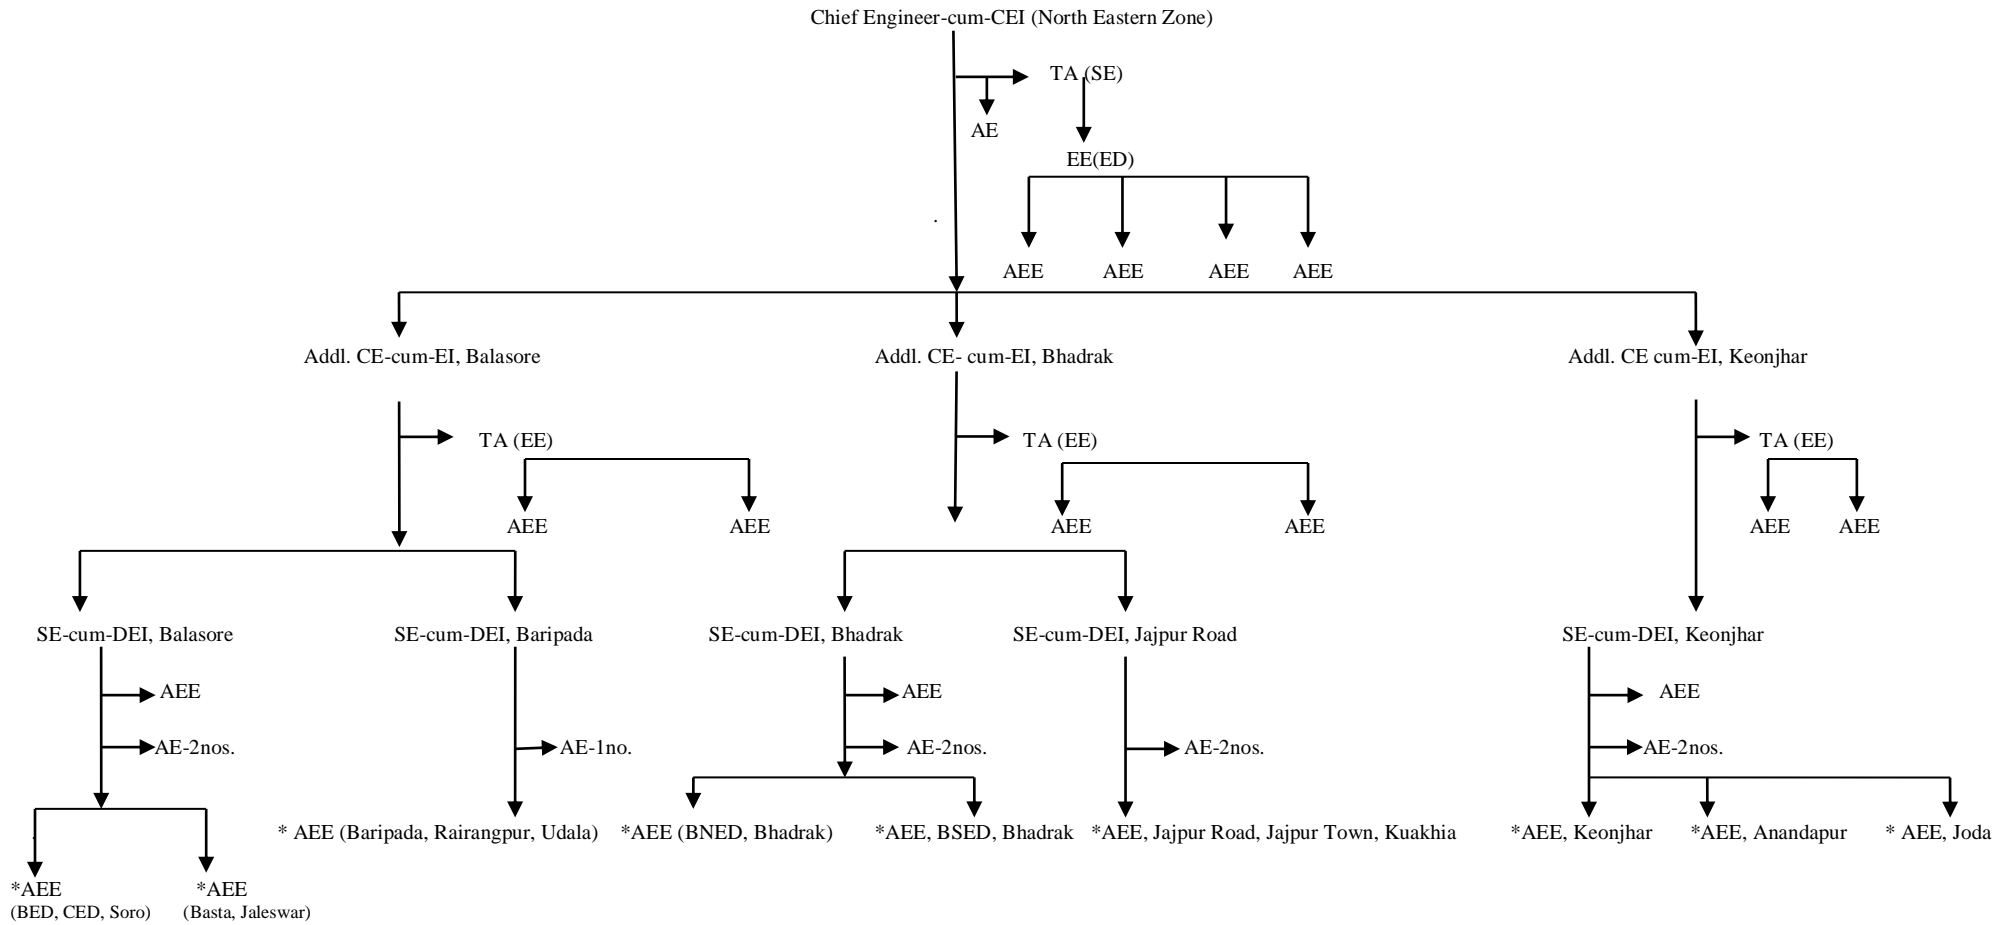 Chief Engineer-cum-CEI (North Eastern Zone)
TA (SE)
AE
EE(ED)
.
AEE AEE AEE AEE
Addl. CE-cum-EI, Balasore Addl. CE- cum-EI, Bhadrak Addl. CE cum-EI, Keonjhar
TA (EE) TA (EE) TA (EE)
AEE AEE AEE AEE AEE AEE
SE-cum-DEI, Balasore SE-cum-DEI, Baripada SE-cum-DEI, Bhadrak SE-cum-DEI, Jajpur Road SE-cum-DEI, Keonjhar
AEE AEE AEE
AE-2nos. AE-1no. AE-2nos. AE-2nos. AE-2nos.
* AEE (Baripada, Rairangpur, Udala) *AEE (BNED, Bhadrak) *AEE, BSED, Bhadrak *AEE, Jajpur Road, Jajpur Town, Kuakhia *AEE, Keonjhar *AEE, Anandapur * AEE, Joda
*AEE *AEE
(BED, CED, Soro) (Basta, Jaleswar)